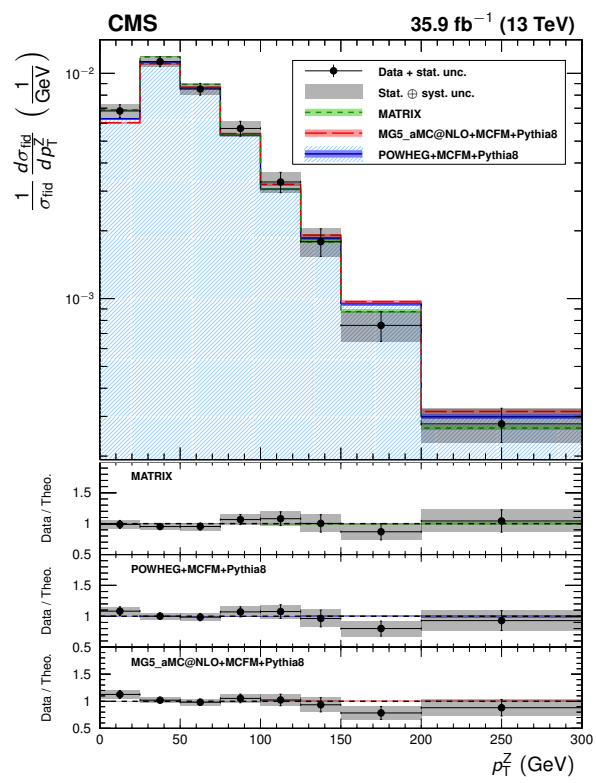 CMS 35.9 fb⁻¹ (13 TeV)
1/σ_fid dσ_fid/dp_T^Z (1/GeV)
10⁻²
10⁻³
Data + stat. unc.
Stat. ⊕ syst. unc.
MATRIX
MG5_aMC@NLO+MCFM+Pythia8
POWHEG+MCFM+Pythia8
Data / Theo.
MATRIX
1.5
1
0.5
Data / Theo.
POWHEG+MCFM+Pythia8
1.5
1
0.5
Data / Theo.
MG5_aMC@NLO+MCFM+Pythia8
1.5
1
0.5
0 50 100 150 200 250 300
p_T^Z (GeV)